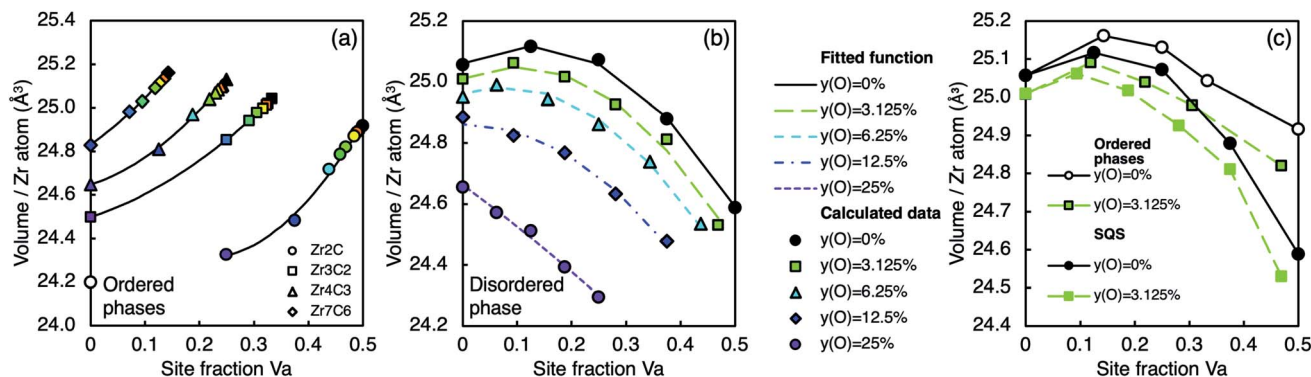 (a)
25.4
25.2
25.0
24.8
24.6
24.4
24.2
24.0
Volume / Zr atom (Å³)
Ordered
phases
Zr2C
Zr3C2
Zr4C3
Zr7C6
0 0.1 0.2 0.3 0.4 0.5
Site fraction Va
(b)
25.2
25.0
24.8
24.6
24.4
24.2
Volume / Zr atom (Å³)
Disordered
phase
0 0.1 0.2 0.3 0.4 0.5
Site fraction Va
Fitted function
y(O)=0%
y(O)=3.125%
y(O)=6.25%
y(O)=12.5%
y(O)=25%
Calculated data
y(O)=0%
y(O)=3.125%
y(O)=6.25%
y(O)=12.5%
y(O)=25%
(c)
25.2
25.1
25.0
24.9
24.8
24.7
24.6
24.5
24.4
Volume / Zr atom (Å³)
Ordered
phases
y(O)=0%
y(O)=3.125%
SQS
y(O)=0%
y(O)=3.125%
0 0.1 0.2 0.3 0.4 0.5
Site fraction Va